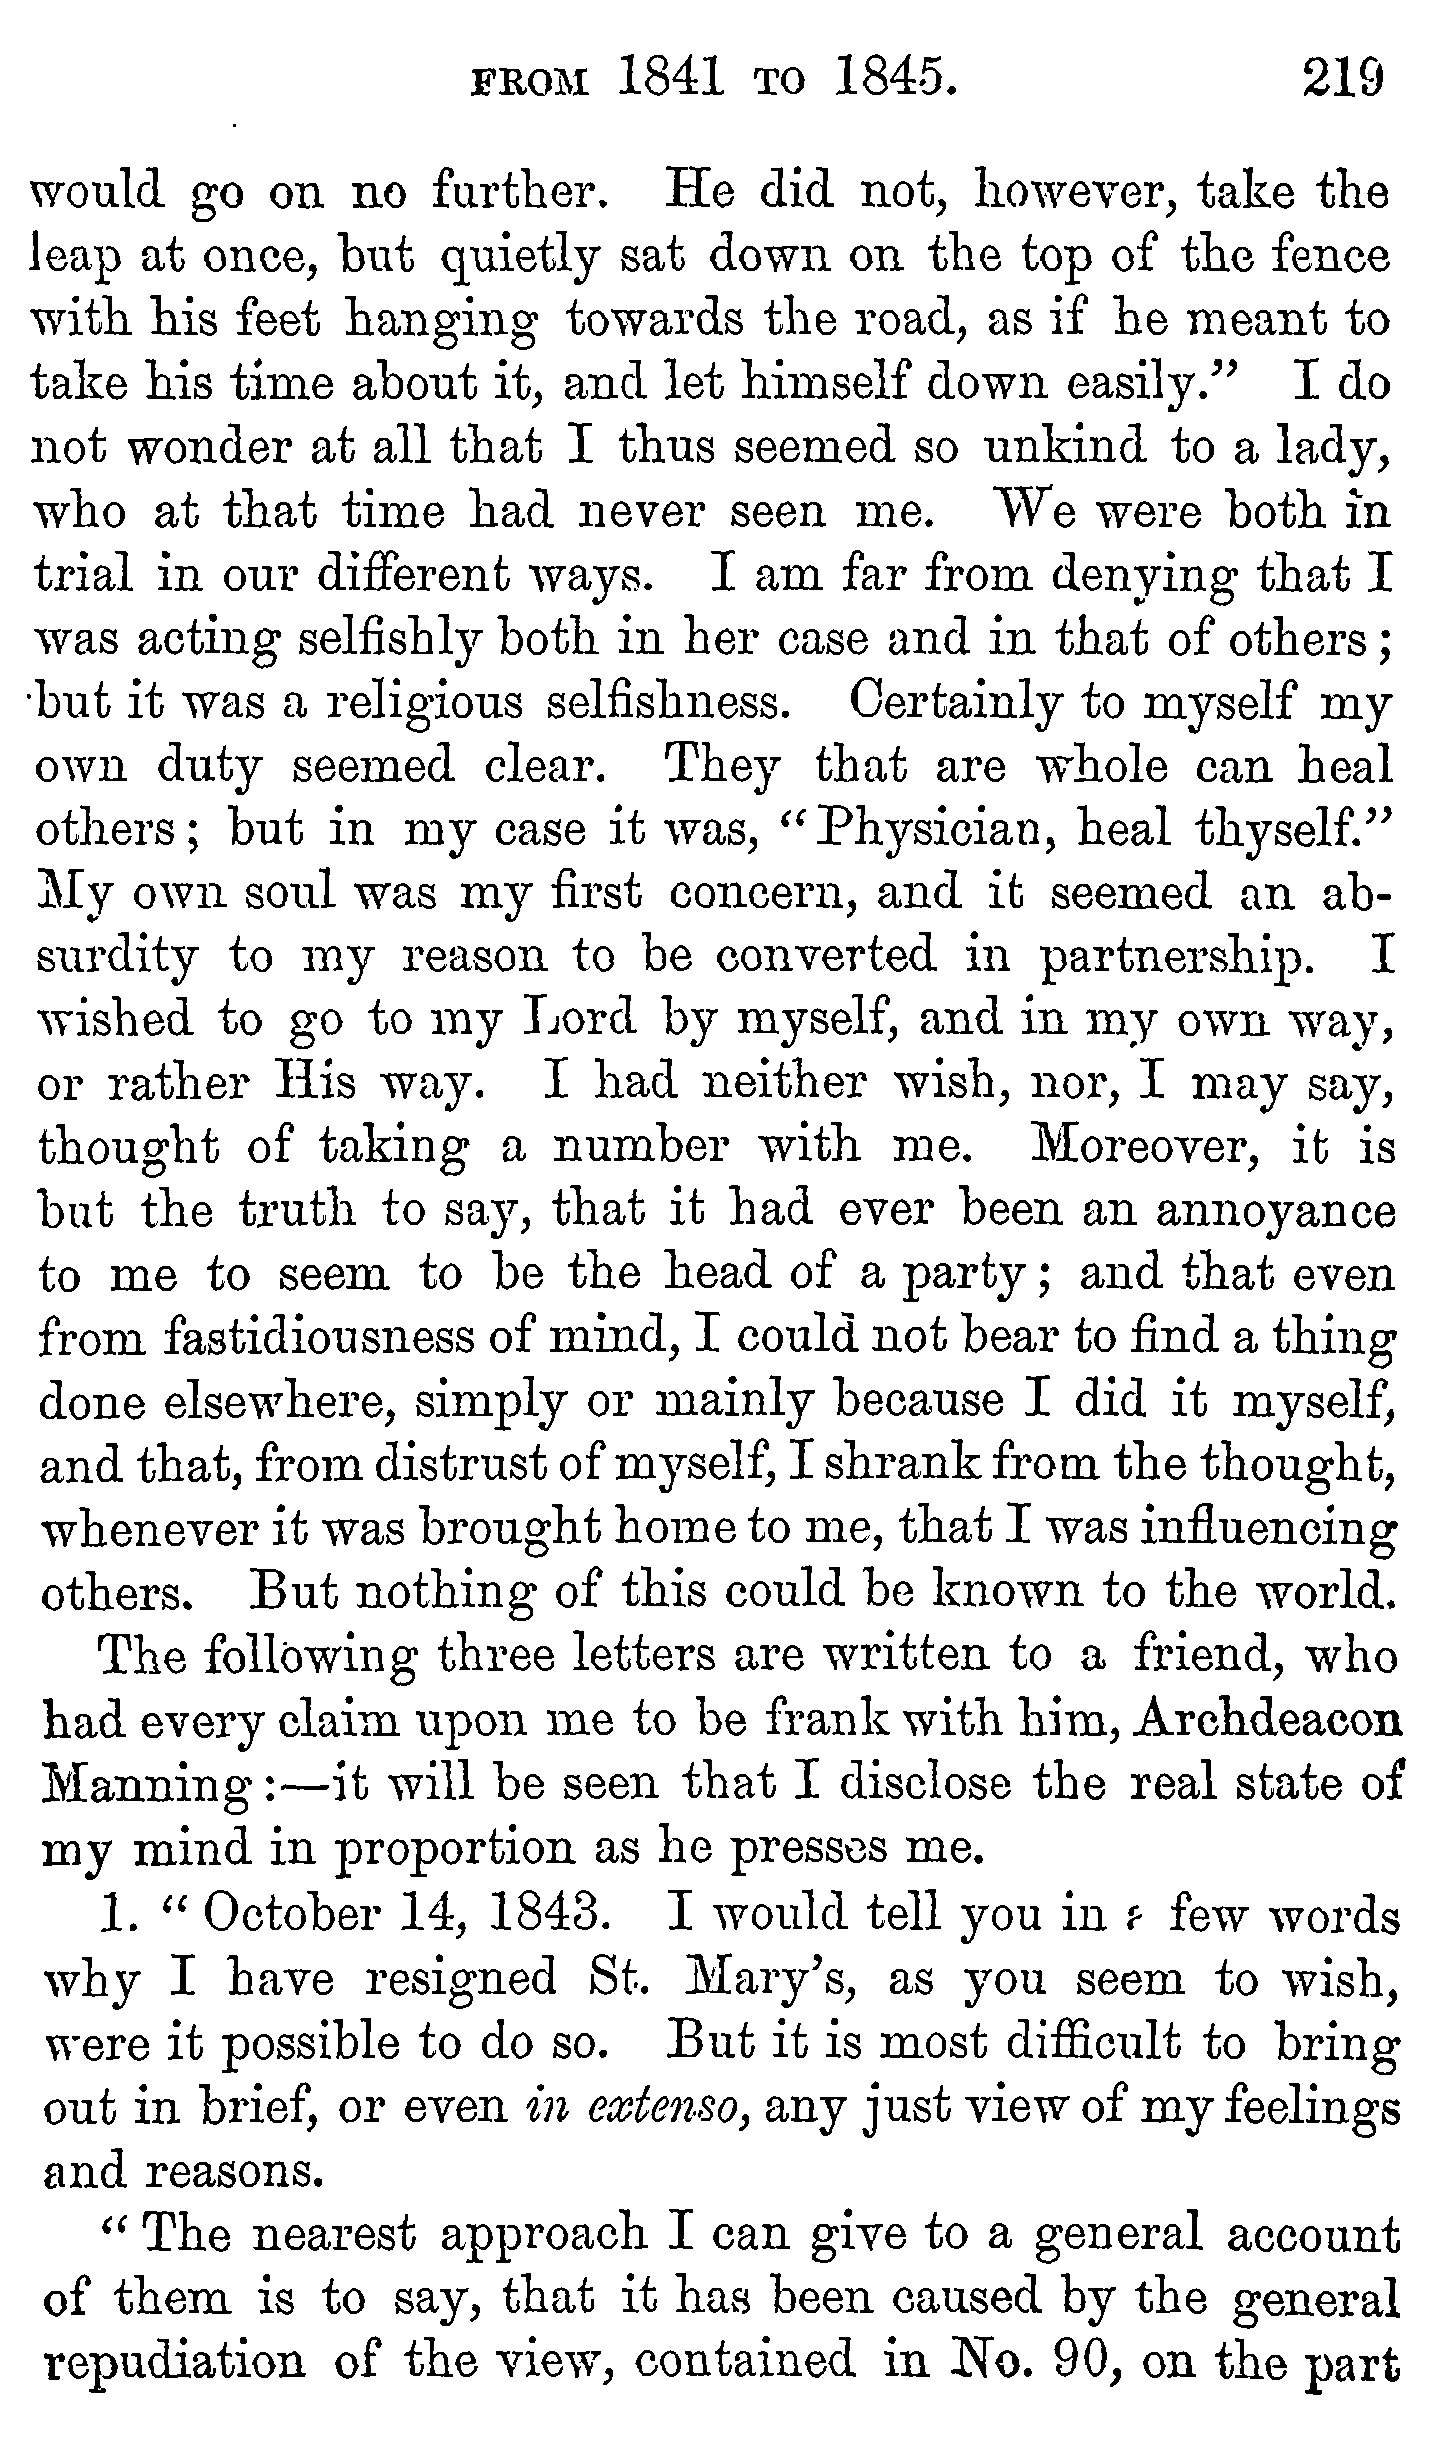 FROM 1841 TO 1845. 219
would go on no further. He did not, however, take the
leap at once, but quietly sat down on the top of the fence
with his feet hanging towards the road, as if he meant to
take his time about it, and let himself down easily.” I do
not wonder at all that I thus seemed so unkind to a lady,
who at that time had never seen me. We were both in
trial in our different ways. I am far from denying that I
was acting selfishly both in her case and in that of others;
but it was a religious selfishness. Certainly to myself my
own duty seemed clear. They that are whole can heal
others; but in my case it was, “Physician, heal thyself.”
My own soul was my first concern, and it seemed an ab-
surdity to my reason to be converted in partnership. I
wished to go to my Lord by myself, and in my own way,
or rather His way. I had neither wish, nor, I may say,
thought of taking a number with me. Moreover, it is
but the truth to say, that it had ever been an annoyance
to me to seem to be the head of a party; and that even
from fastidiousness of mind, I could not bear to find a thing
done elsewhere, simply or mainly because I did it myself,
and that, from distrust of myself, I shrank from the thought,
whenever it was brought home to me, that I was influencing
others. But nothing of this could be known to the world.
The following three letters are written to a friend, who
had every claim upon me to be frank with him, Archdeacon
Manning:—it will be seen that I disclose the real state of
my mind in proportion as he presses me.
1. “October 14, 1843. I would tell you in a few words
why I have resigned St. Mary’s, as you seem to wish,
were it possible to do so. But it is most difficult to bring
out in brief, or even in extenso, any just view of my feelings
and reasons.
“The nearest approach I can give to a general account
of them is to say, that it has been caused by the general
repudiation of the view, contained in No. 90, on the part